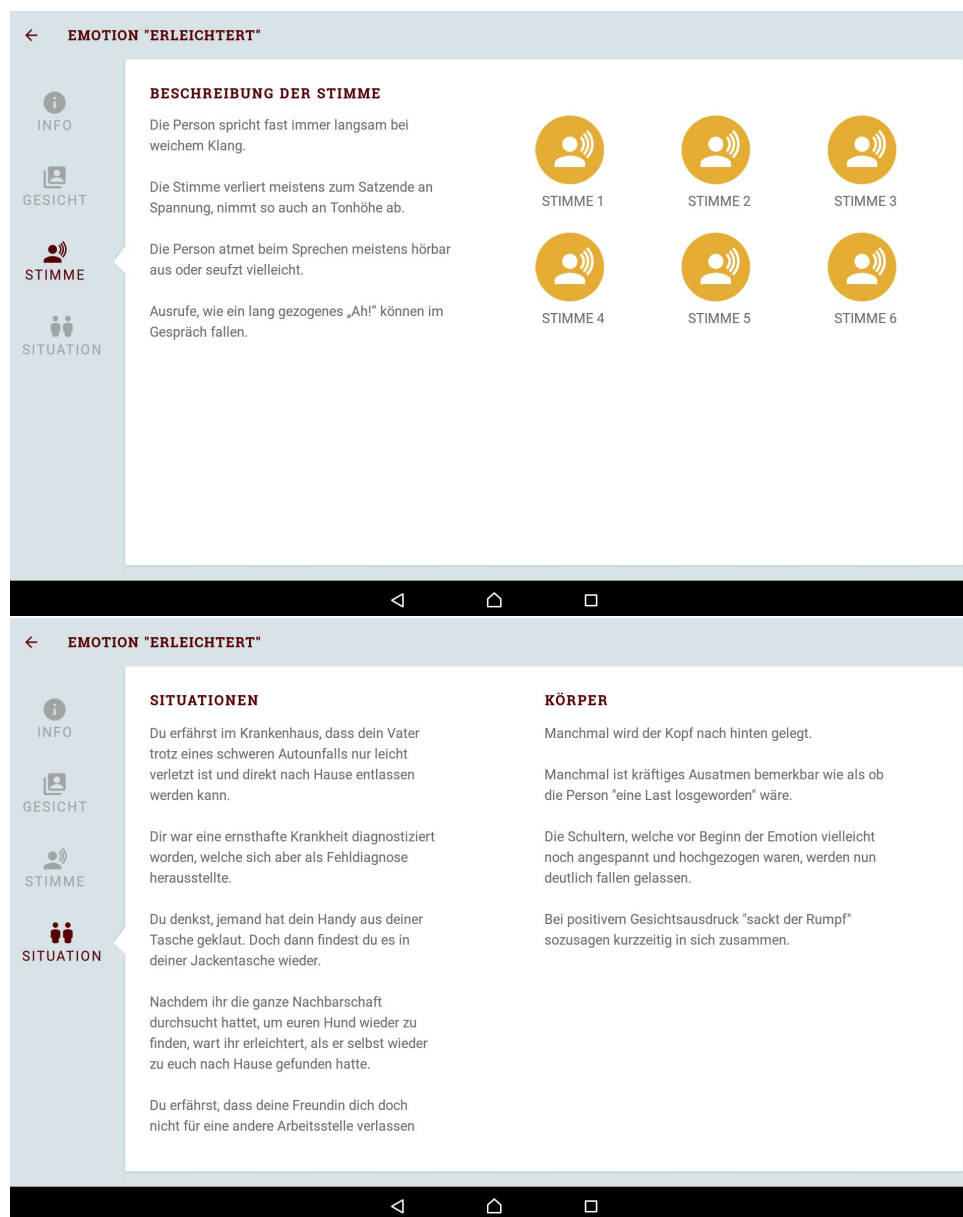 EMOTION "ERLEICHTERT"
INFO
GESICHT
STIMME
SITUATION
BESCHREIBUNG DER STIMME
Die Person spricht fast immer langsam bei
weichem Klang.
Die Stimme verliert meistens zum Satzende an
Spannung, nimmt so auch an Tonhöhe ab.
Die Person atmet beim Sprechen meistens hörbar
aus oder seufzt vielleicht.
Ausrufe, wie ein lang gezogenes „Ah!“ können im
Gespräch fallen.
STIMME 1
STIMME 2
STIMME 3
STIMME 4
STIMME 5
STIMME 6
EMOTION "ERLEICHTERT"
INFO
GESICHT
STIMME
SITUATION
SITUATIONEN
Du erfährst im Krankenhaus, dass dein Vater
trotz eines schweren Autounfalls nur leicht
verletzt ist und direkt nach Hause entlassen
werden kann.
Dir war eine ernsthafte Krankheit diagnostiziert
worden, welche sich aber als Fehldiagnose
herausstellte.
Du denkst, jemand hat dein Handy aus deiner
Tasche geklaut. Doch dann findest du es in
deiner Jackentasche wieder.
Nachdem ihr die ganze Nachbarschaft
durchsucht hattet, um euren Hund wieder zu
finden, wart ihr erleichtert, als er selbst wieder
zu euch nach Hause gefunden hatte.
Du erfährst, dass deine Freundin dich doch
nicht für eine andere Arbeitsstelle verlassen
KÖRPER
Manchmal wird der Kopf nach hinten gelegt.
Manchmal ist kräftiges Ausatmen bemerkbar wie als ob
die Person "eine Last losgeworden" wäre.
Die Schultern, welche vor Beginn der Emotion vielleicht
noch angespannt und hochgezogen waren, werden nun
deutlich fallen gelassen.
Bei positivem Gesichtsausdruck "sackt der Rumpf"
sozusagen kurzzeitig in sich zusammen.